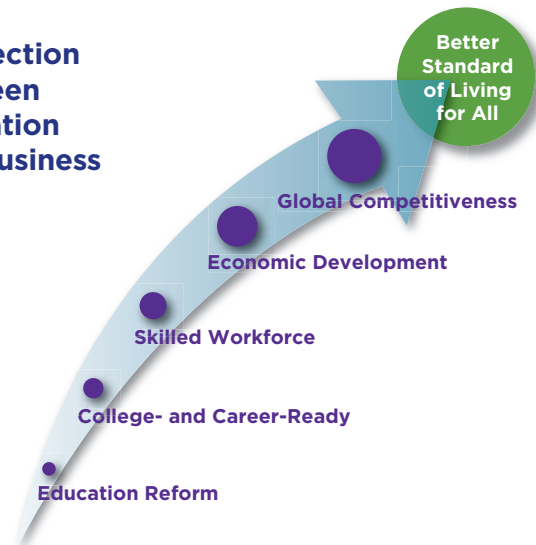 ection
een
ation
usiness
Better
Standard
of Living
for All
Global Competitiveness
Economic Development
Skilled Workforce
College- and Career-Ready
Education Reform